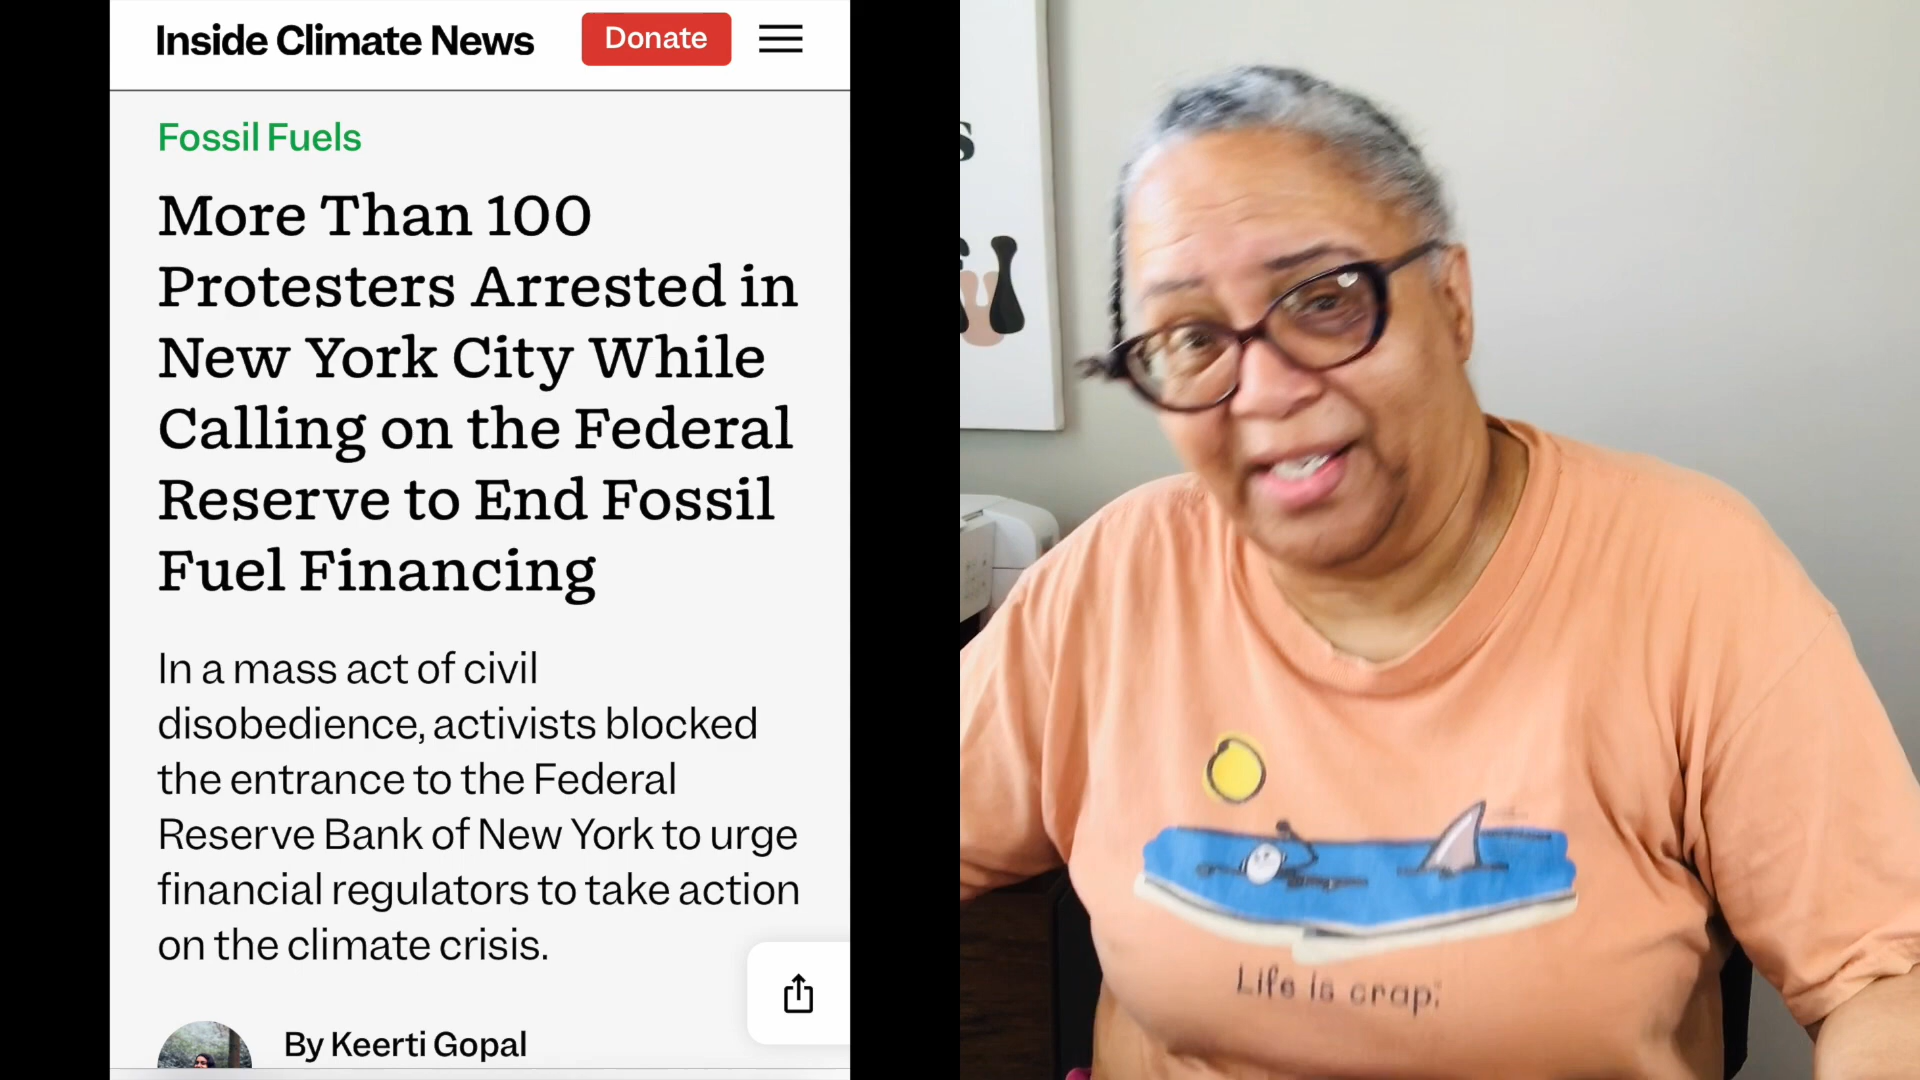 Inside Climate News
Donate
Fossil Fuels
More Than 100
Protesters Arrested in
New York City While
Calling on the Federal
Reserve to End Fossil
Fuel Financing
In a mass act of civil
disobedience, activists blocked
the entrance to the Federal
Reserve Bank of New York to urge
financial regulators to take action
on the climate crisis.
By Keerti Gopal
Life is crap.